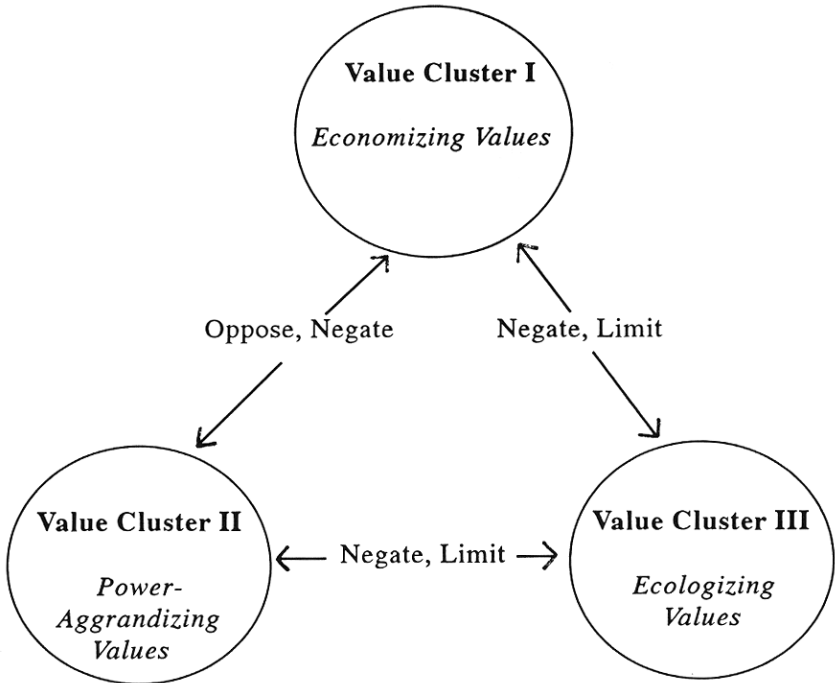 Value Cluster I
Economizing Values
Oppose, Negate
Negate, Limit
Value Cluster II
Power-
Aggrandizing
Values
Negate, Limit
Value Cluster III
Ecologizing
Values